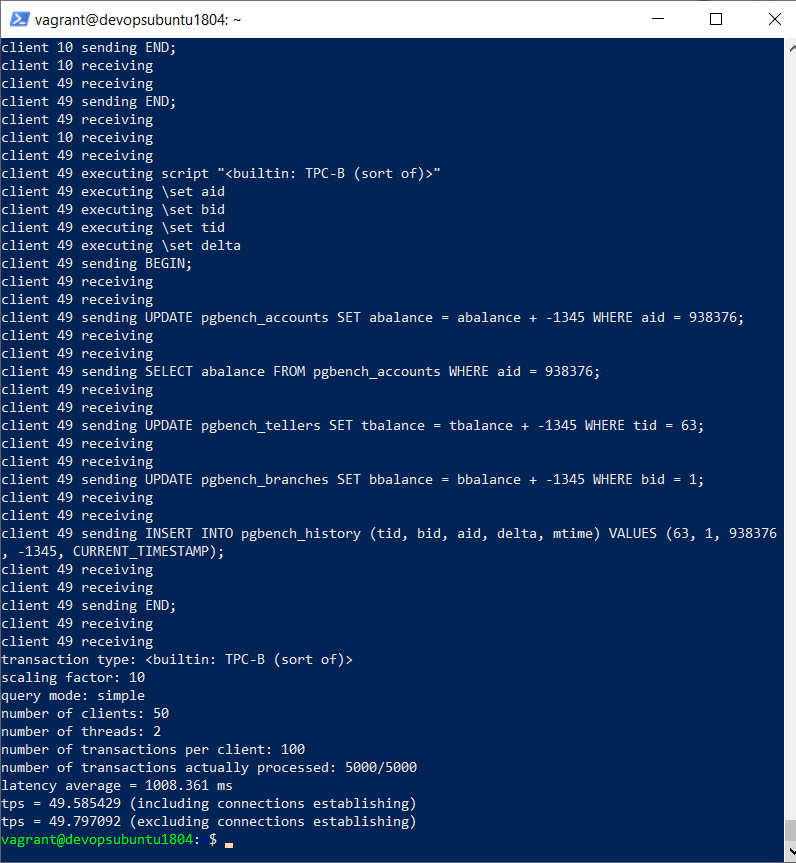 vagrant@devopsubuntu1804: ~
client 10 sending END;
client 10 receiving
client 49 receiving
client 49 sending END;
client 49 receiving
client 10 receiving
client 49 receiving
client 49 executing script "<builtin: TPC-B (sort of)>"
client 49 executing \set aid
client 49 executing \set bid
client 49 executing \set tid
client 49 executing \set delta
client 49 sending BEGIN;
client 49 receiving
client 49 receiving
client 49 sending UPDATE pgbench_accounts SET abalance = abalance + -1345 WHERE aid = 938376;
client 49 receiving
client 49 receiving
client 49 sending SELECT abalance FROM pgbench_accounts WHERE aid = 938376;
client 49 receiving
client 49 receiving
client 49 sending UPDATE pgbench_tellers SET tbalance = tbalance + -1345 WHERE tid = 63;
client 49 receiving
client 49 receiving
client 49 sending UPDATE pgbench_branches SET bbalance = bbalance + -1345 WHERE bid = 1;
client 49 receiving
client 49 receiving
client 49 sending INSERT INTO pgbench_history (tid, bid, aid, delta, mtime) VALUES (63, 1, 938376
, -1345, CURRENT_TIMESTAMP);
client 49 receiving
client 49 receiving
client 49 sending END;
client 49 receiving
client 49 receiving
transaction type: <builtin: TPC-B (sort of)>
scaling factor: 10
query mode: simple
number of clients: 50
number of threads: 2
number of transactions per client: 100
number of transactions actually processed: 5000/5000
latency average = 1008.361 ms
tps = 49.585429 (including connections establishing)
tps = 49.797092 (excluding connections establishing)
vagrant@devopsubuntu1804: $